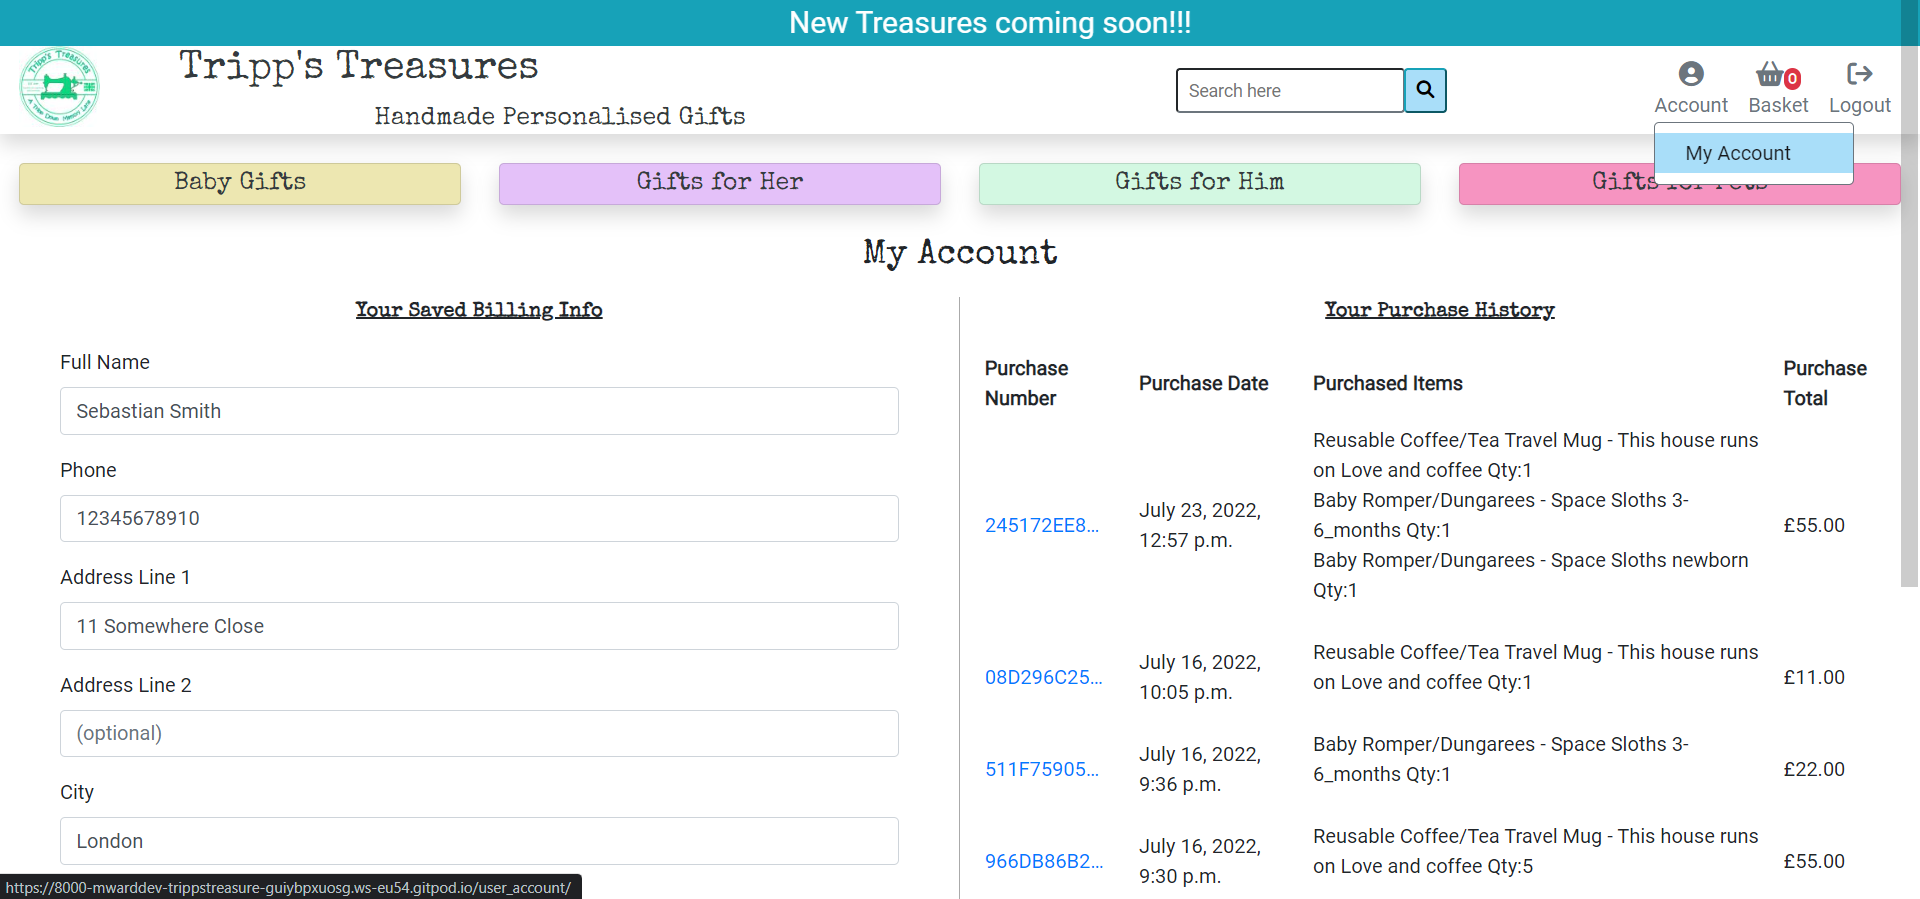 New Treasures coming soon!!!
Tripp's Treasures
Tripp's Treasures
Handmade Personalised Gifts
Search here
0
Account
Basket
Logout
My Account
Baby Gifts
Gifts for Her
Gifts for Him
Gifts for Pets
My Account
Your Saved Billing Info
Full Name
Sebastian Smith
Phone
12345678910
Address Line 1
11 Somewhere Close
Address Line 2
(optional)
City
London
Your Purchase History
Purchase
Number
Purchase Date
Purchased Items
Purchase
Total
245172EE8...
July 23, 2022,
12:57 p.m.
Reusable Coffee/Tea Travel Mug - This house runs
on Love and coffee Qty:1
Baby Romper/Dungarees - Space Sloths 3-
6_months Qty:1
Baby Romper/Dungarees - Space Sloths newborn
Qty:1
£55.00
08D296C25...
July 16, 2022,
10:05 p.m.
Reusable Coffee/Tea Travel Mug - This house runs
on Love and coffee Qty:1
£11.00
511F75905...
July 16, 2022,
9:36 p.m.
Baby Romper/Dungarees - Space Sloths 3-
6_months Qty:1
£22.00
966DB86B2...
July 16, 2022,
9:30 p.m.
Reusable Coffee/Tea Travel Mug - This house runs
on Love and coffee Qty:5
£55.00
https://8000-mwarddev-trippstreasure-guiybpxuosg.ws-eu54.gitpod.io/user_account/